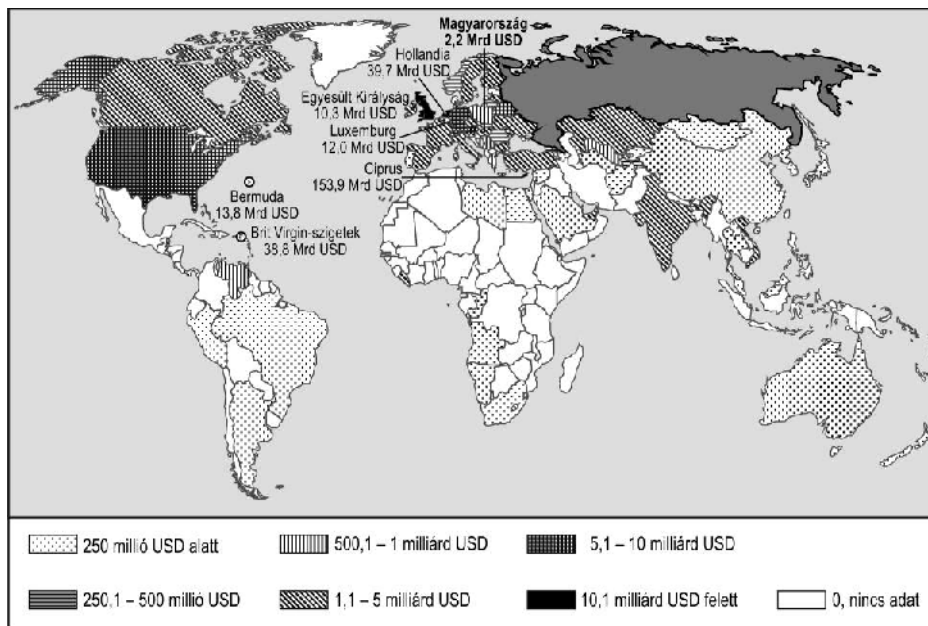 Magyarország
2,2 Mrd USD
Hollandia
39,7 Mrd USD
Egyesült Királyság
10,3 Mrd USD
Luxemburg
12,0 Mrd USD
Ciprus
153,9 Mrd USD
Bermuda
13,8 Mrd USD
Brit Virgin-szigetek
38,8 Mrd USD
250 millió USD alatt
500,1 – 1 milliárd USD
5,1 – 10 milliárd USD
250,1 – 500 millió USD
1,1 – 5 milliárd USD
10,1 milliárd USD felett
0, nincs adat